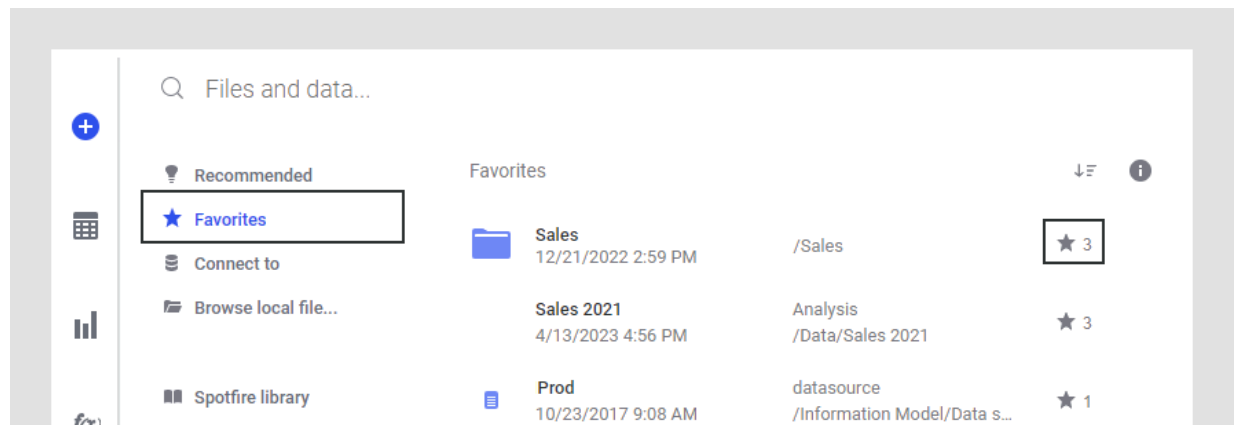 Files and data...
Recommended
Favorites
Connect to
Browse local file...
Spotfire library
Favorites
Sales
12/21/2022 2:59 PM
/Sales
3
Sales 2021
4/13/2023 4:56 PM
Analysis
/Data/Sales 2021
3
Prod
10/23/2017 9:08 AM
datasource
/Information Model/Data s...
1